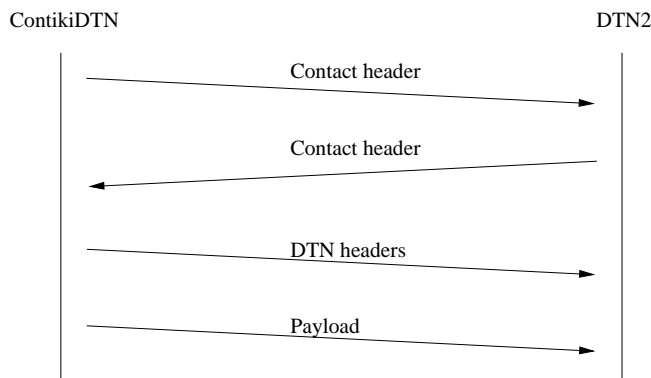 ContikiDTN
DTN2
Contact header
Contact header
DTN headers
Payload